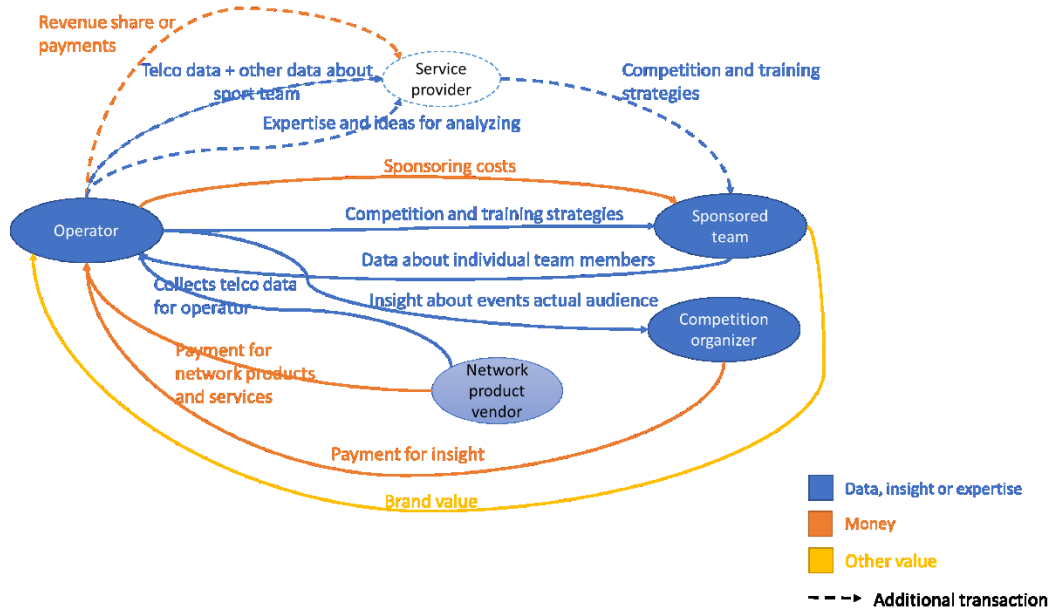 Revenue share or
payments
Telco data + other data about
sport team
Service
provider
Competition and training
strategies
Expertise and ideas for analyzing
Sponsoring costs
Operator
Competition and training strategies
Sponsored
team
Data about individual team members
Collects telco data
for operator
Insight about events actual audience
Competition
organizer
Payment for
network products
and services
Network
product
vendor
Payment for insight
Brand value
Data, insight or expertise
Money
Other value
Additional transaction